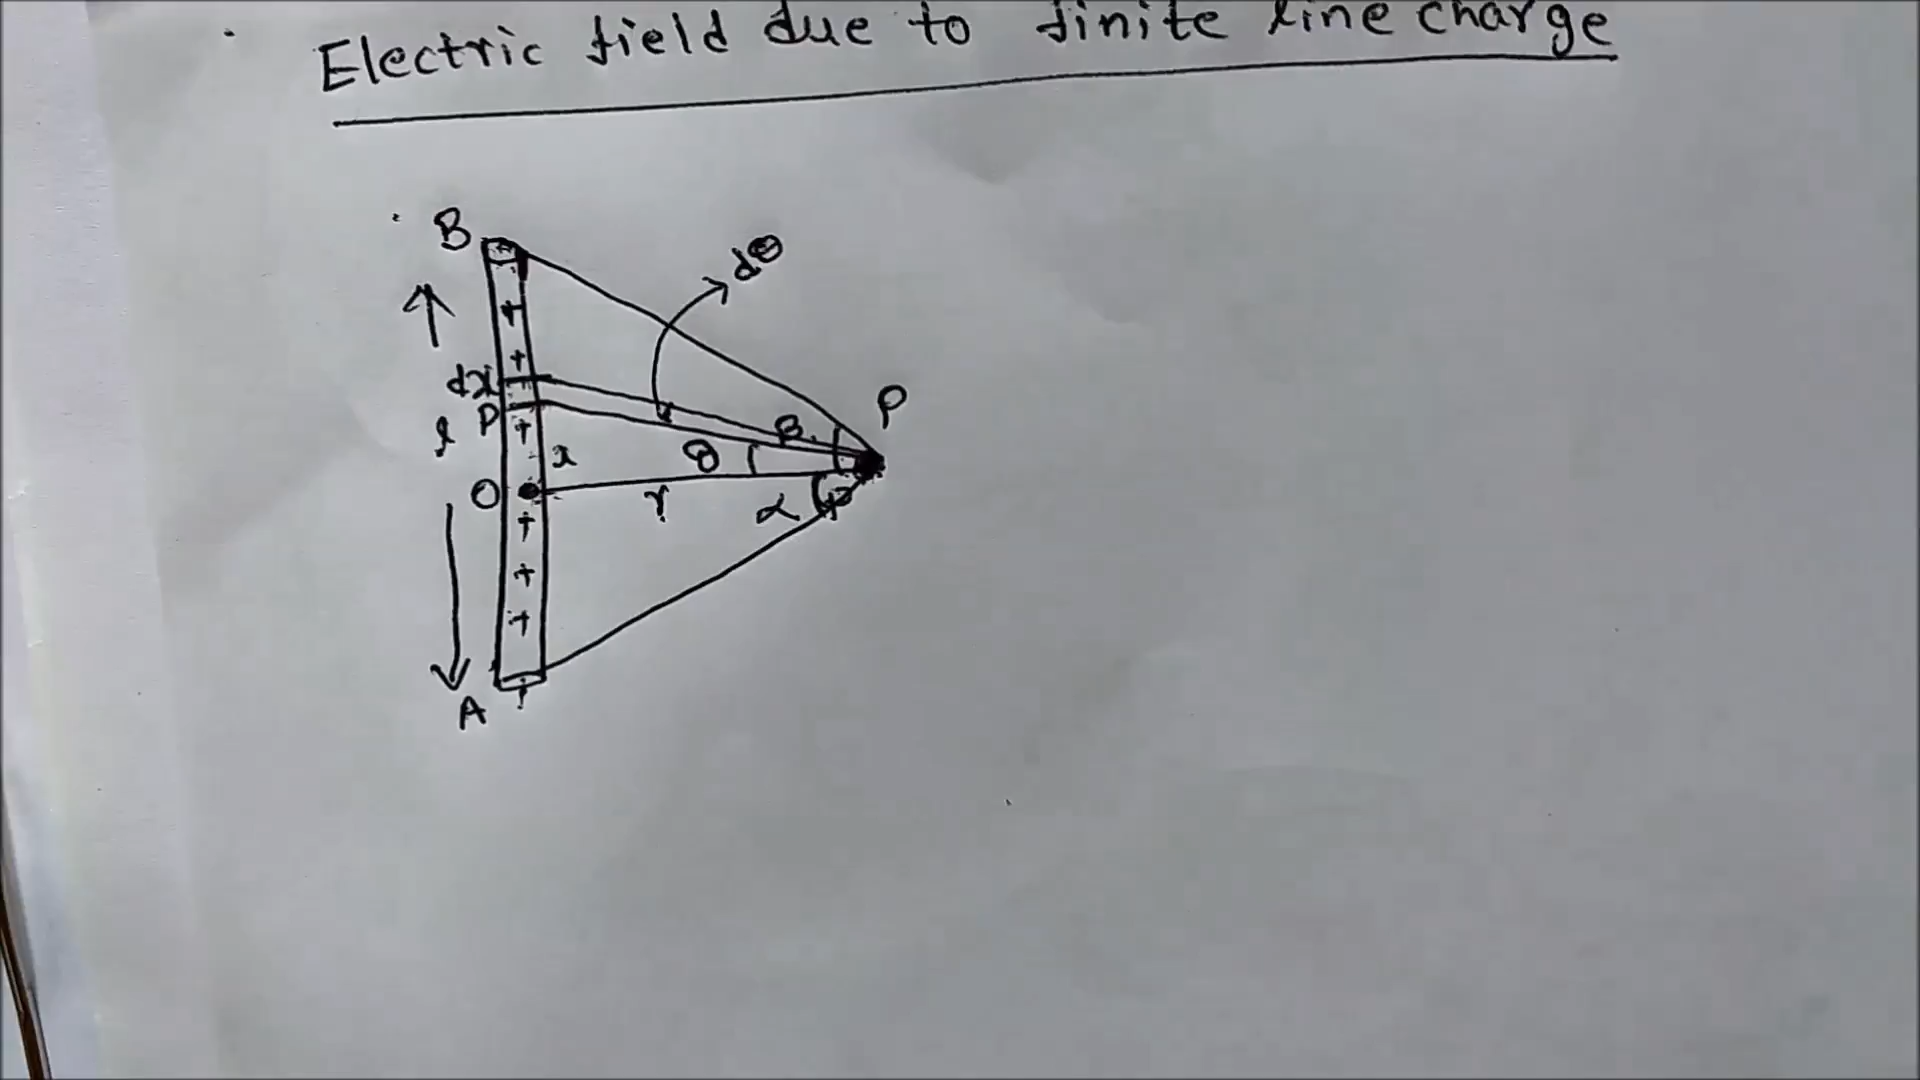 Electric field due to finite line charge
B
dθ
+
+
dx
P
P
l
+
β
x
θ
O
r
α
+
+
+
A